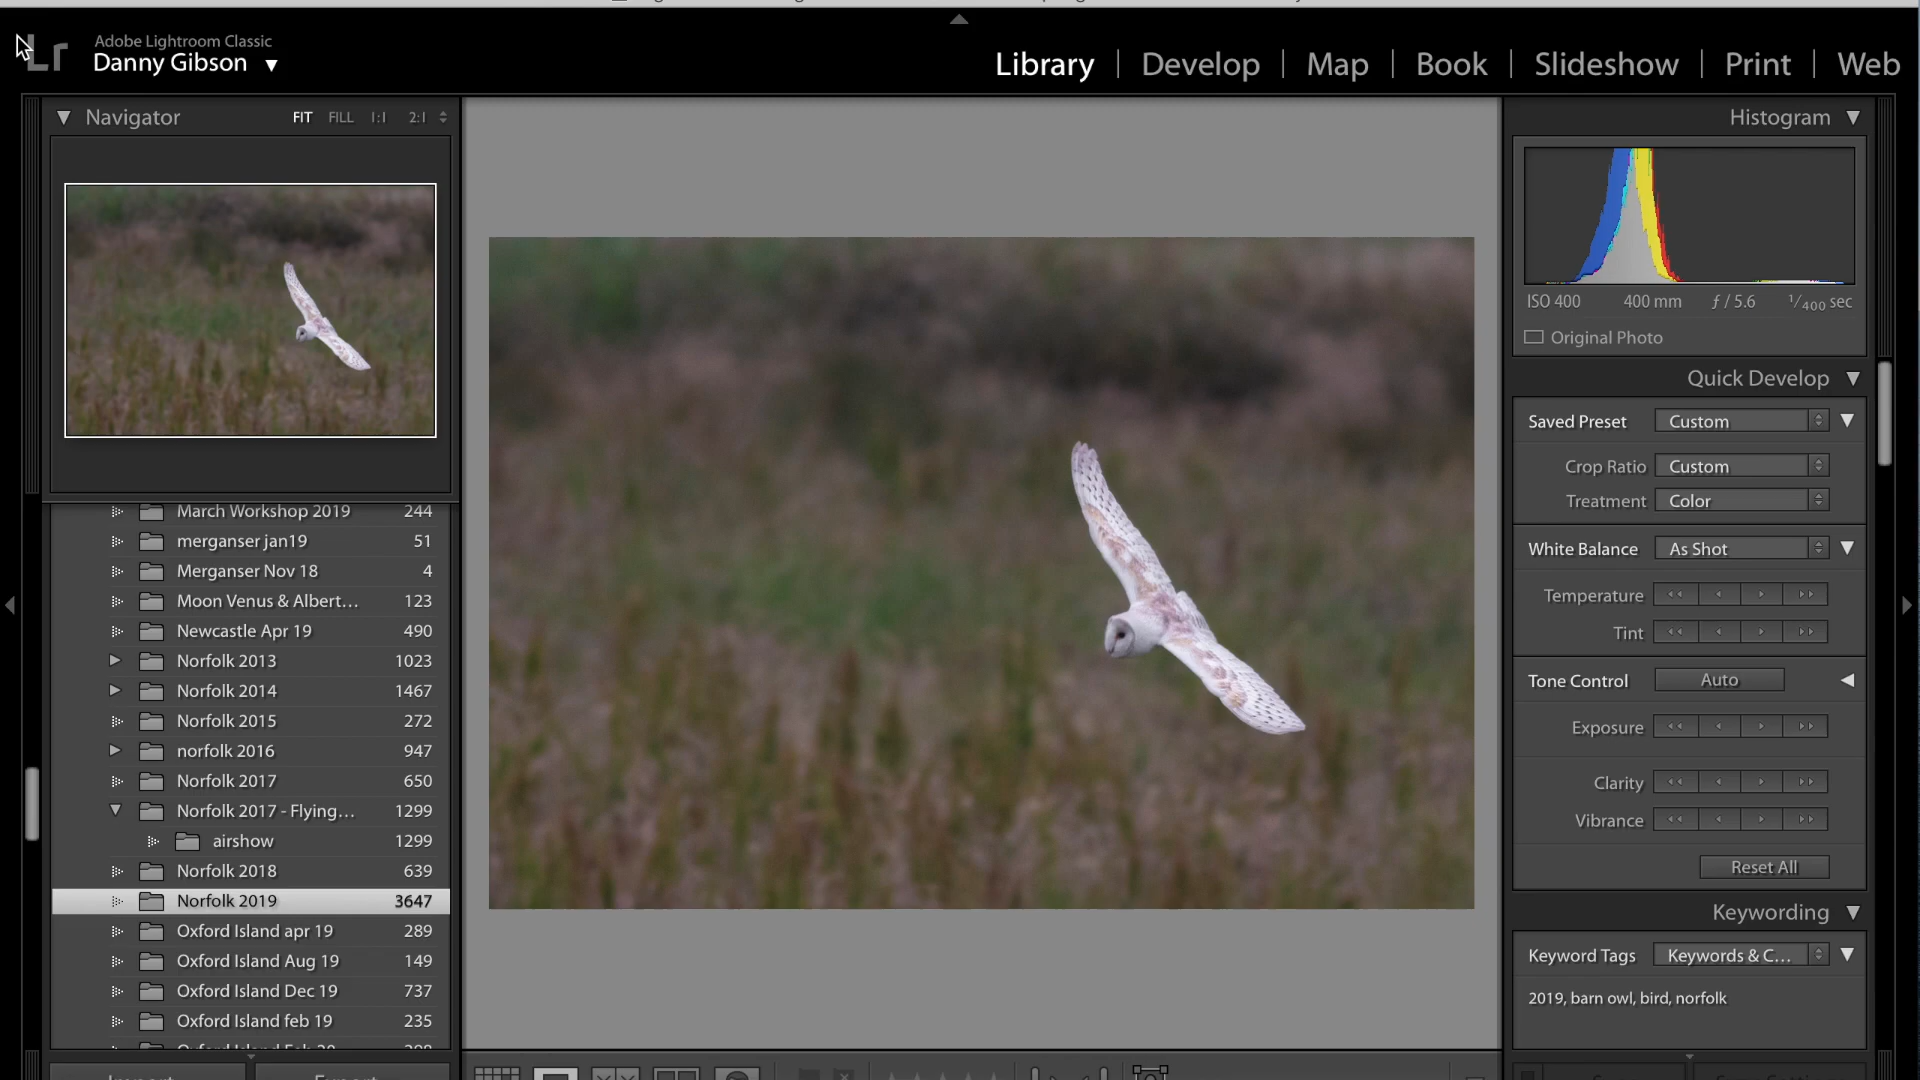 Lr
Adobe Lightroom Classic
Danny Gibson
Library | Develop | Map | Book | Slideshow | Print | Web
Navigator FIT FILL 1:1 2:1
March Workshop 2019 244
merganser jan19 51
Merganser Nov 18 4
Moon Venus & Albert... 123
Newcastle Apr 19 490
Norfolk 2013 1023
Norfolk 2014 1467
Norfolk 2015 272
norfolk 2016 947
Norfolk 2017 650
Norfolk 2017 - Flying... 1299
airshow 1299
Norfolk 2018 639
Norfolk 2019 3647
Oxford Island apr 19 289
Oxford Island Aug 19 149
Oxford Island Dec 19 737
Oxford Island feb 19 235
Histogram
ISO 400 400 mm ƒ / 5.6 1/400 sec
Original Photo
Quick Develop
Saved Preset Custom
Crop Ratio Custom
Treatment Color
White Balance As Shot
Temperature
Tint
Tone Control Auto
Exposure
Clarity
Vibrance
Reset All
Keywording
Keyword Tags Keywords & C...
2019, barn owl, bird, norfolk